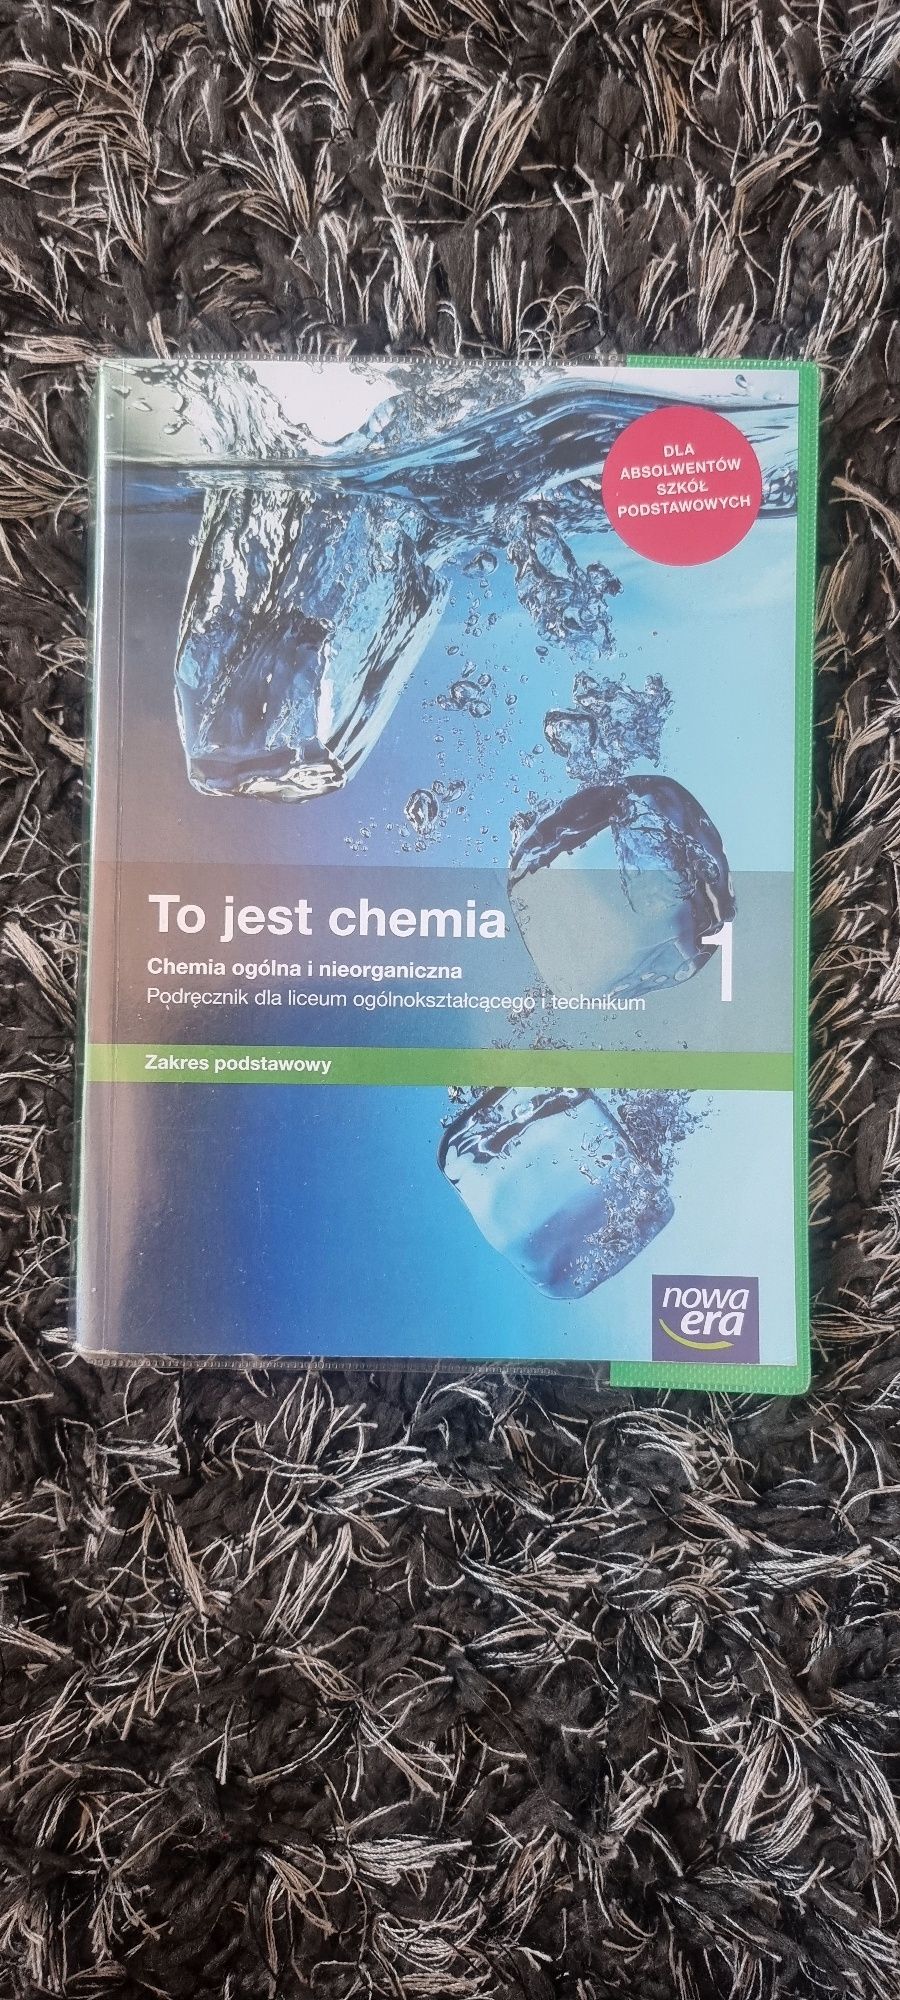 DLA
ABSOLWENTÓW
SZKÓŁ
PODSTAWOWYCH
To jest chemia
1
Chemia ogólna i nieorganiczna
Podręcznik dla liceum ogólnokształcącego i technikum
Zakres podstawowy
nowa
era